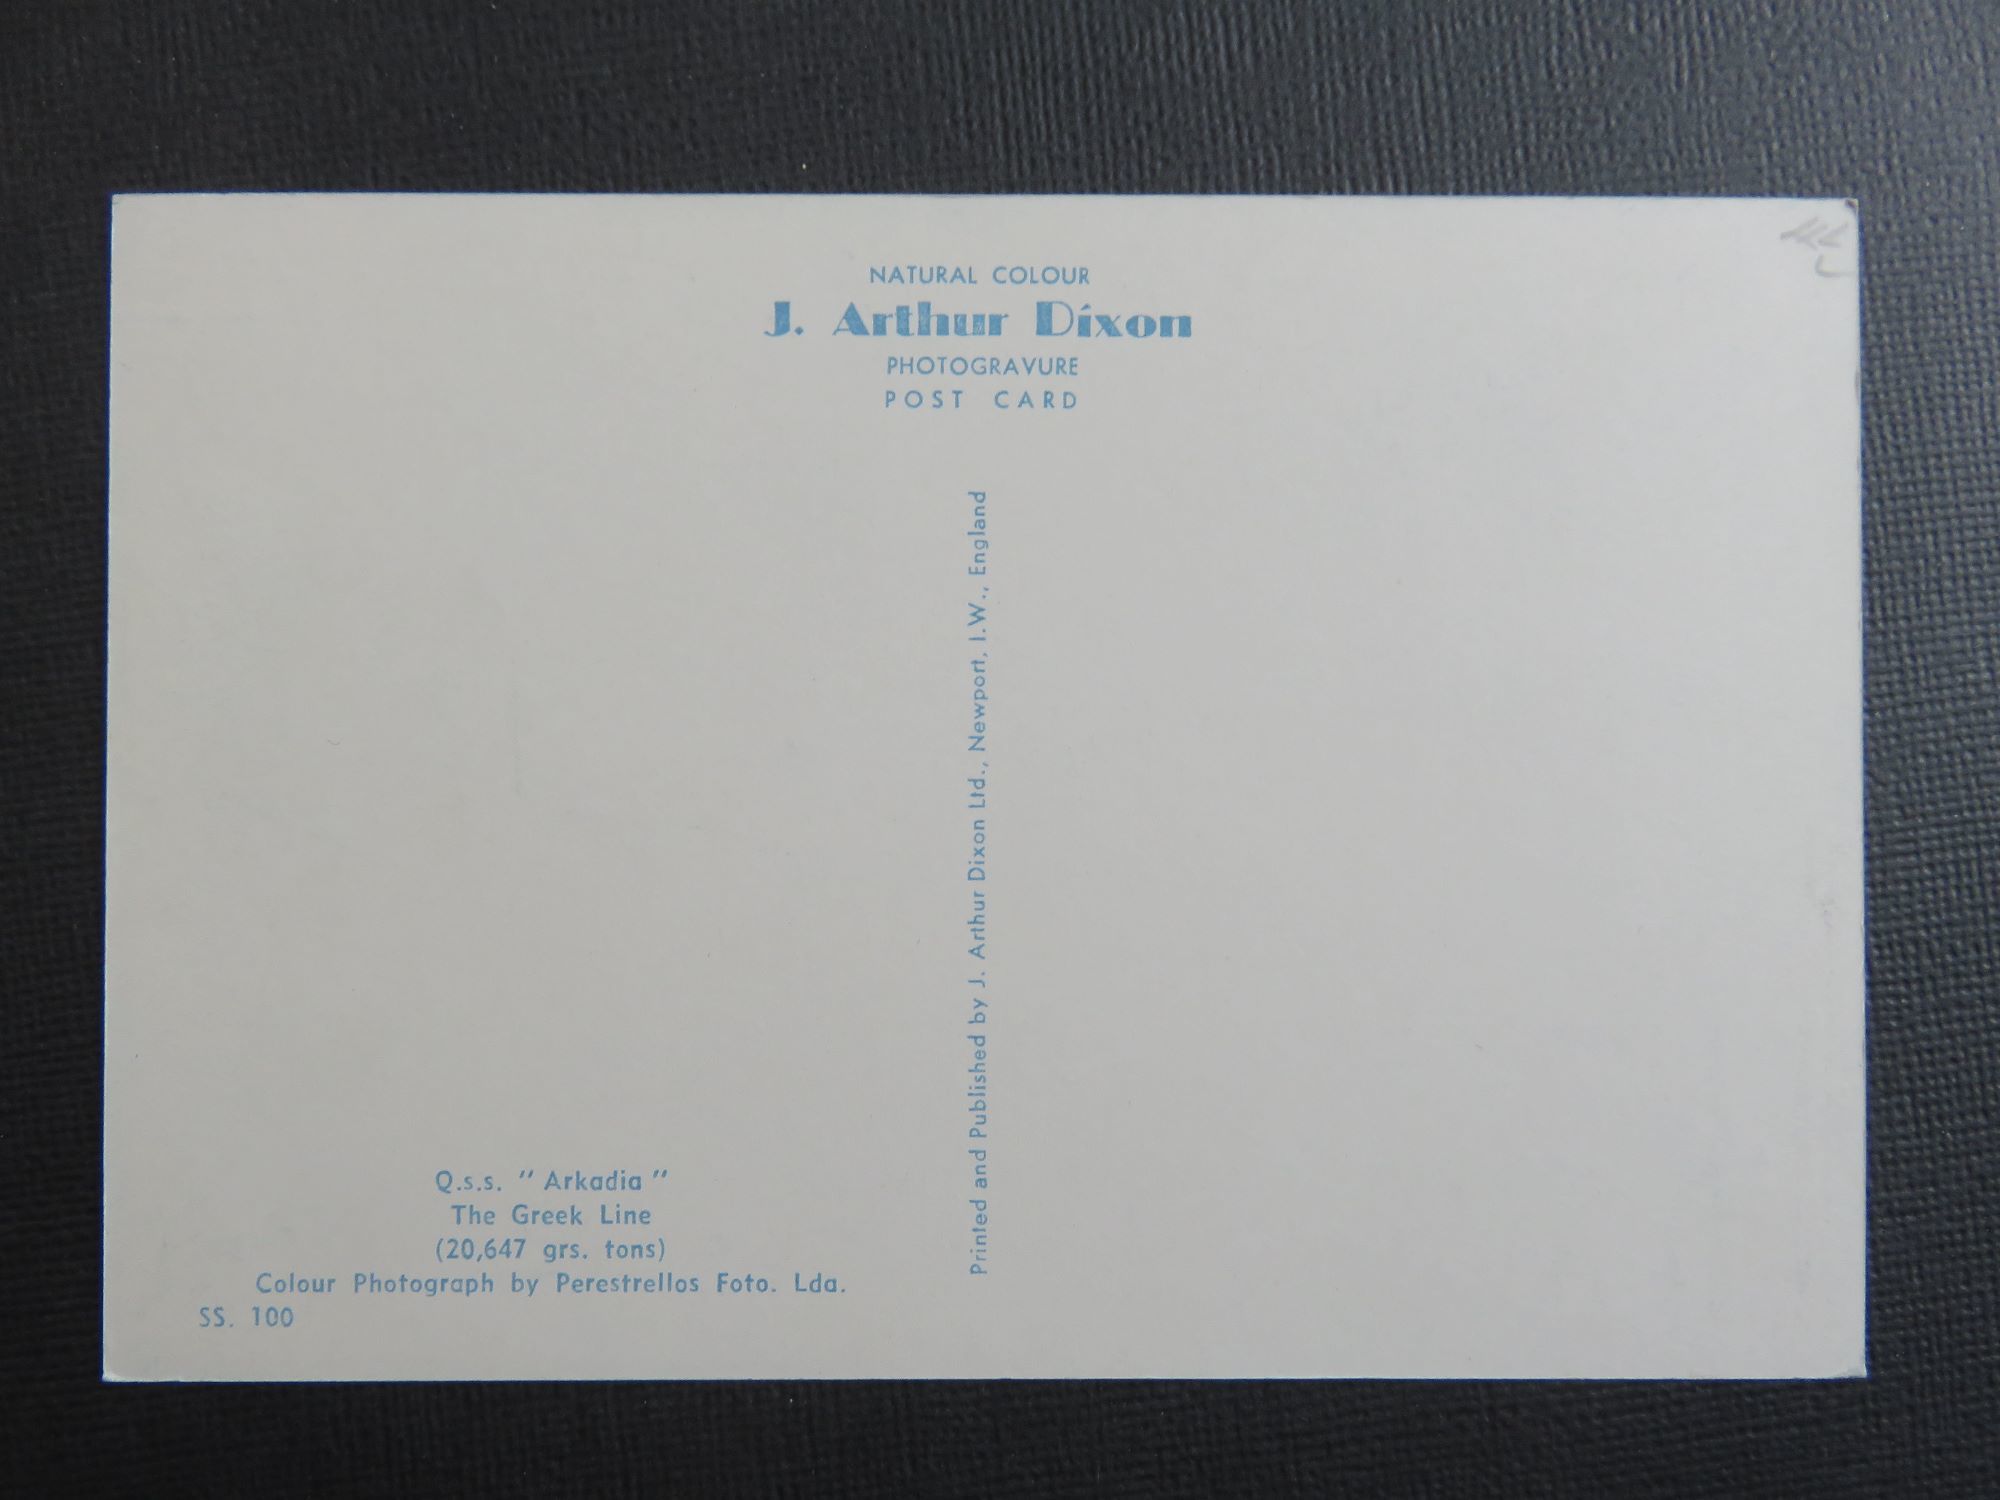 NATURAL COLOUR
J. Arthur Dixon
PHOTOGRAVURE
POST CARD
Printed and Published by J. Arthur Dixon Ltd., Newport, I.W., England
Q.s.s. "Arkadia"
The Greek Line
(20,647 grs. tons)
Colour Photograph by Perestrellos Foto. Lda.
SS. 100